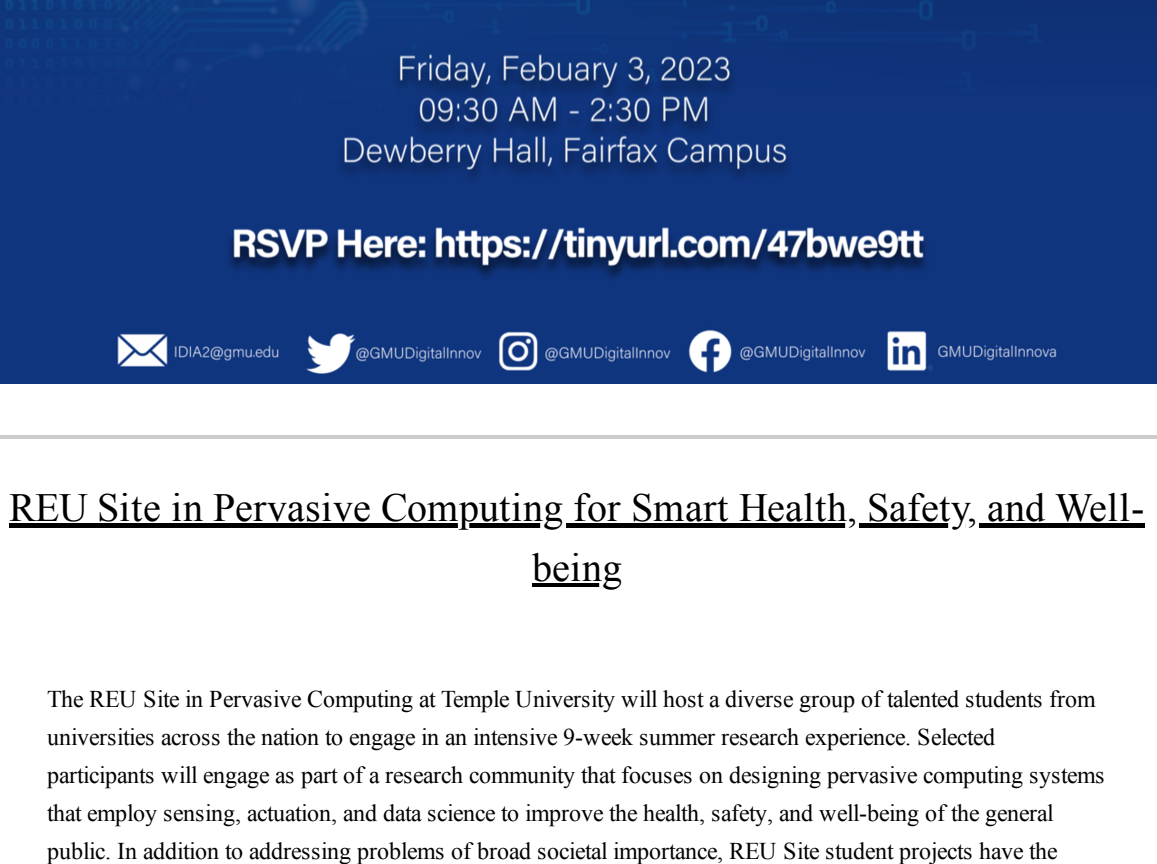 Friday, Febuary 3, 2023
09:30 AM - 2:30 PM
Dewberry Hall, Fairfax Campus
RSVP Here: https://tinyurl.com/47bwe9tt
IDIA2@gmu.edu @GMUDigitalInnov @GMUDigitalInnov @GMUDigitalInnov GMUDigitalInnova
REU Site in Pervasive Computing for Smart Health, Safety, and Well-
being
The REU Site in Pervasive Computing at Temple University will host a diverse group of talented students from
universities across the nation to engage in an intensive 9-week summer research experience. Selected
participants will engage as part of a research community that focuses on designing pervasive computing systems
that employ sensing, actuation, and data science to improve the health, safety, and well-being of the general
public. In addition to addressing problems of broad societal importance, REU Site student projects have the